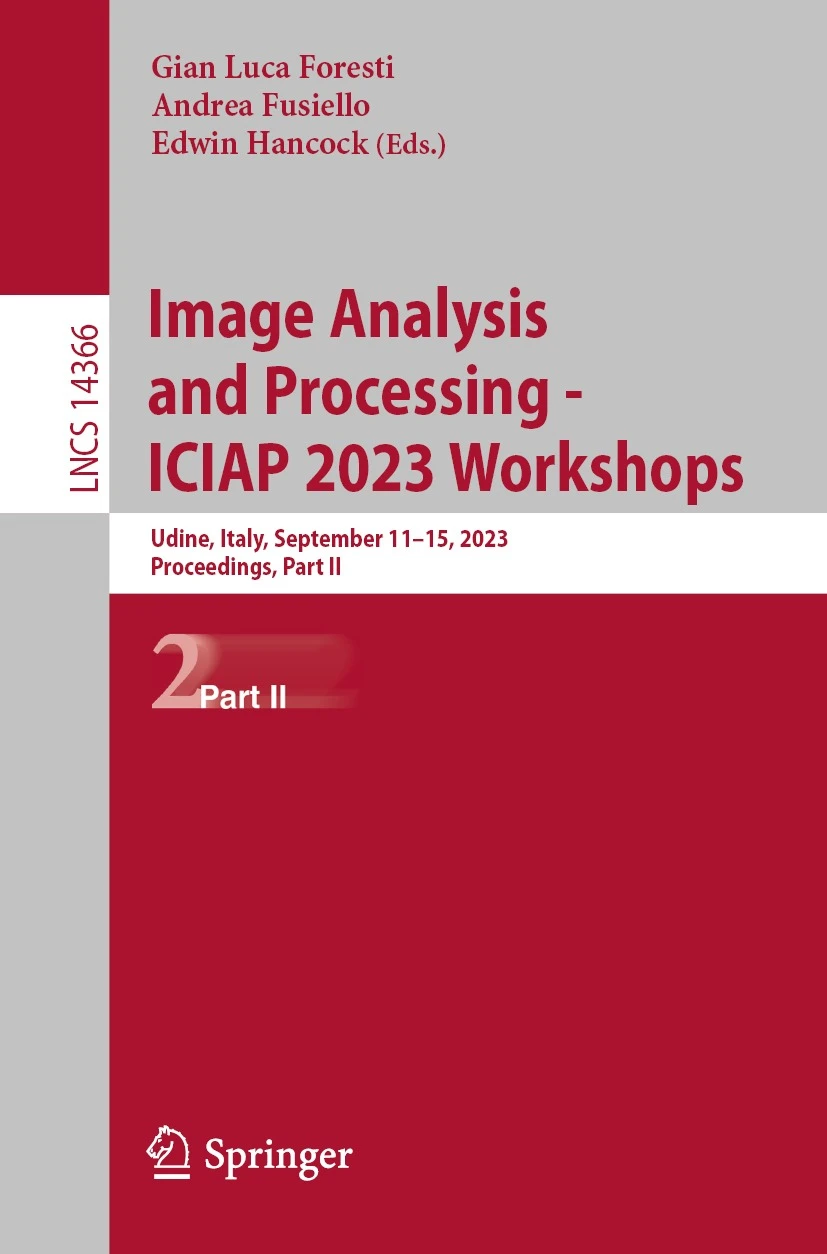 Gian Luca Foresti
Andrea Fusiello
Edwin Hancock (Eds.)
LNCS 14366
Image Analysis
and Processing -
ICIAP 2023 Workshops
Udine, Italy, September 11–15, 2023
Proceedings, Part II
2 Part II
Springer